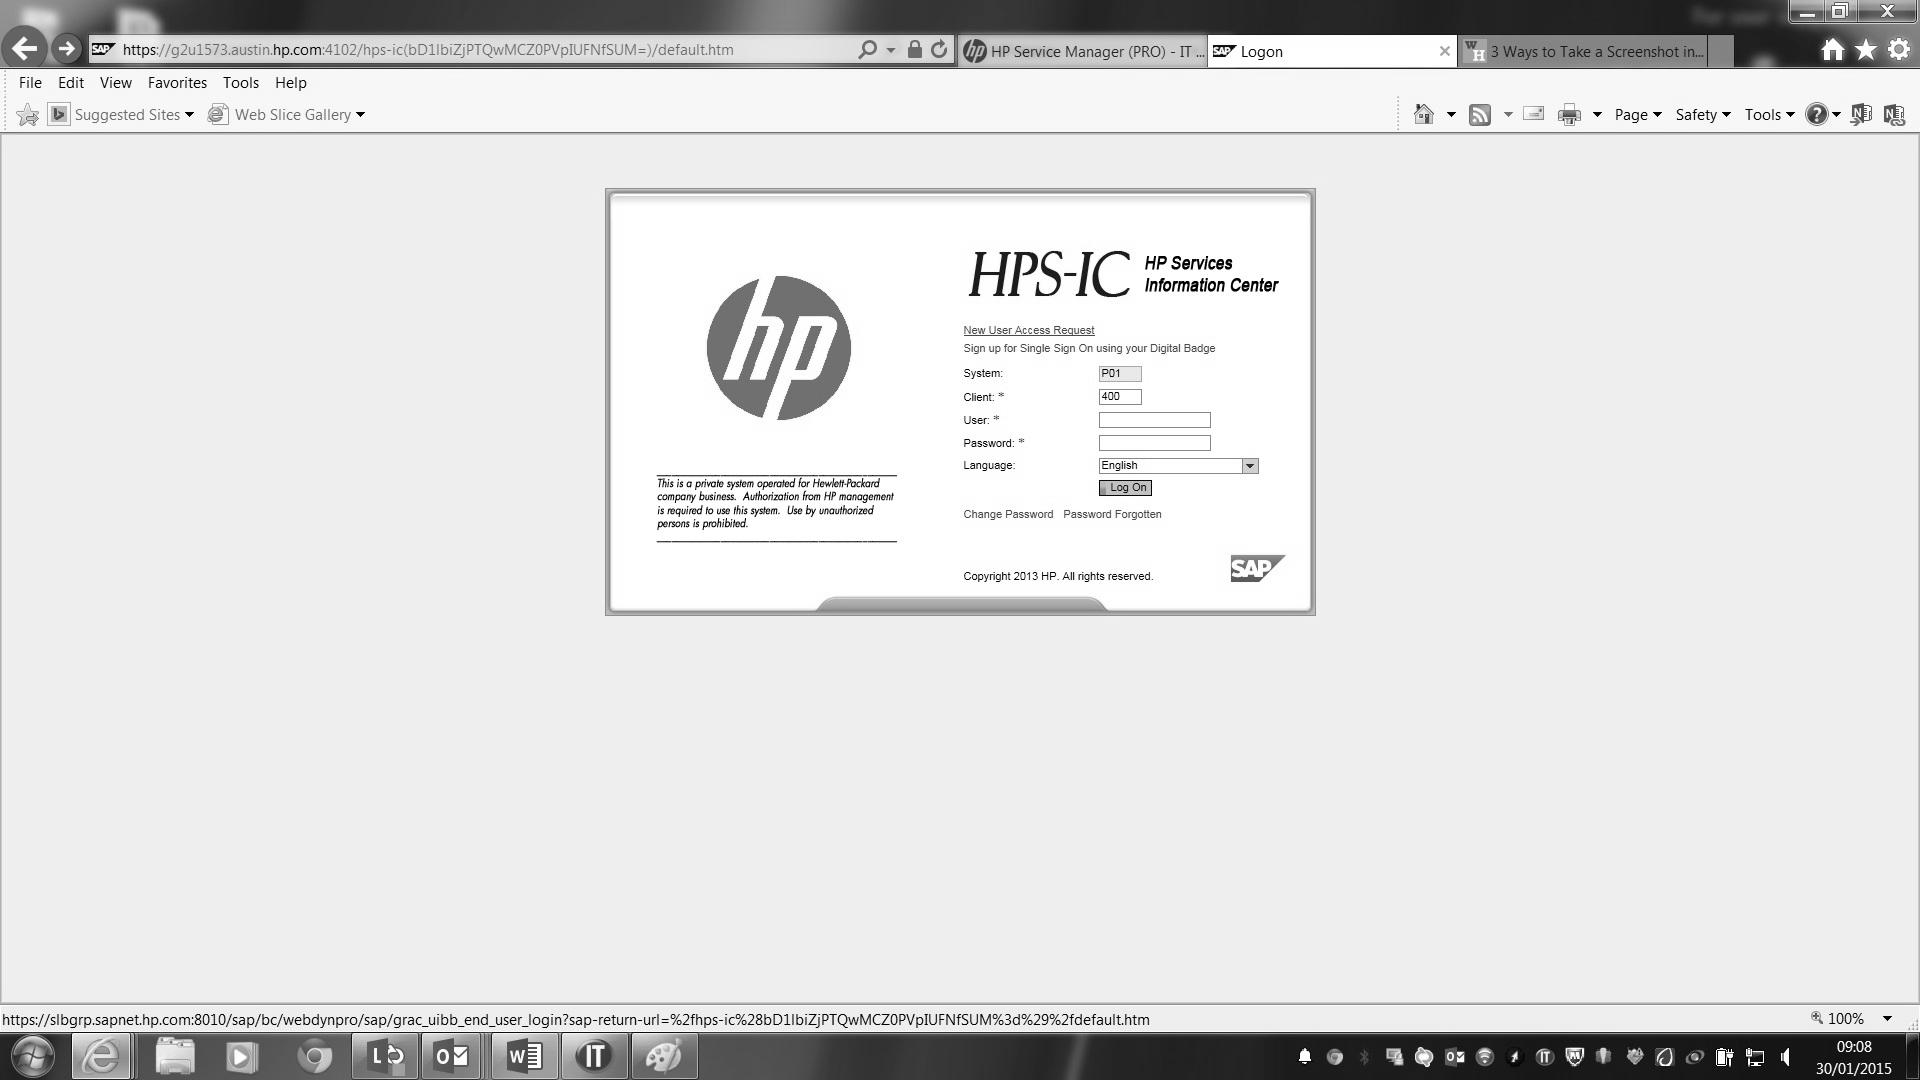 https://g2u1573.austin.hp.com:4102/hps-ic(bD1lbiZjPTQwMCZ0PVpIUFNfSUM=)/default.htm
HP Service Manager (PRO) - IT ...
Logon
3 Ways to Take a Screenshot in...
File Edit View Favorites Tools Help
Suggested Sites Web Slice Gallery
Page Safety Tools
HPS-IC HP Services
Information Center
hp
New User Access Request
Sign up for Single Sign On using your Digital Badge
System: P01
Client: * 400
User: *
Password: *
Language: English
Log On
Change Password Password Forgotten
This is a private system operated for Hewlett-Packard
company business. Authorization from HP management
is required to use this system. Use by unauthorized
persons is prohibited.
Copyright 2013 HP. All rights reserved.
SAP
https://slbgrp.sapnet.hp.com:8010/sap/bc/webdynpro/sap/grac_uibb_end_user_login?sap-return-url=%2fhps-ic%28bD1lbiZjPTQwMCZ0PVpIUFNfSUM%3d%29%2fdefault.htm
100%
IT
09:08
30/01/2015